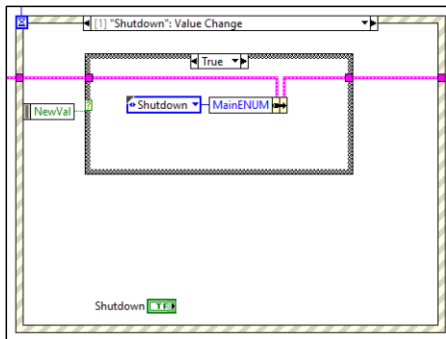 [1] "Shutdown": Value Change
True
Shutdown MainENUM
NewVal
?
Shutdown TF